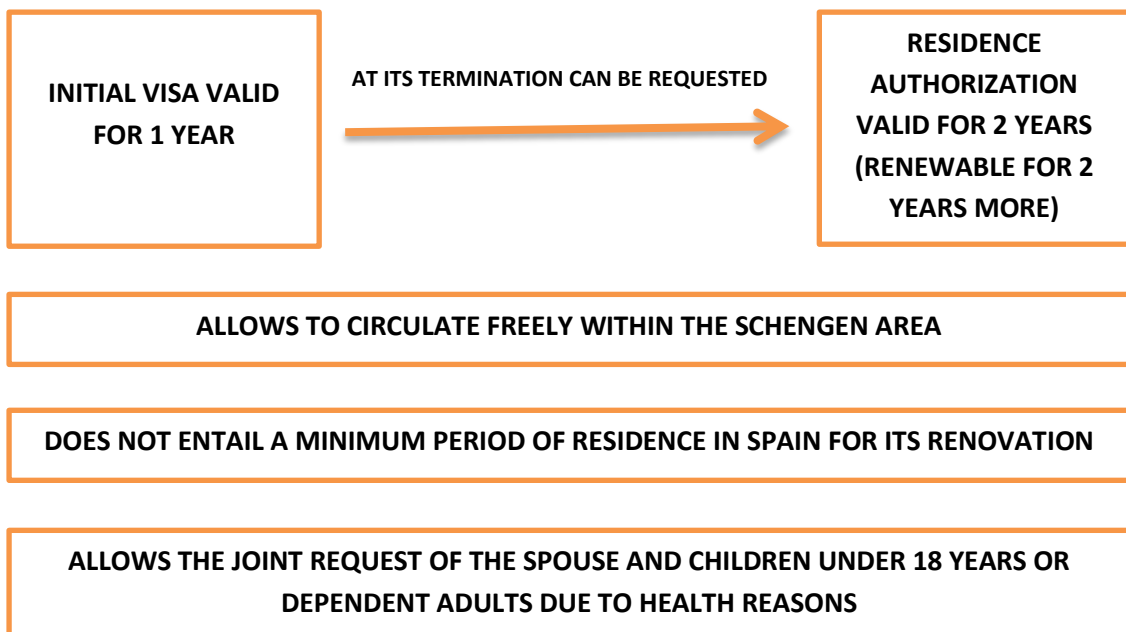 INITIAL VISA VALID
FOR 1 YEAR
AT ITS TERMINATION CAN BE REQUESTED
RESIDENCE
AUTHORIZATION
VALID FOR 2 YEARS
(RENEWABLE FOR 2
YEARS MORE)
ALLOWS TO CIRCULATE FREELY WITHIN THE SCHENGEN AREA
DOES NOT ENTAIL A MINIMUM PERIOD OF RESIDENCE IN SPAIN FOR ITS RENOVATION
ALLOWS THE JOINT REQUEST OF THE SPOUSE AND CHILDREN UNDER 18 YEARS OR
DEPENDENT ADULTS DUE TO HEALTH REASONS